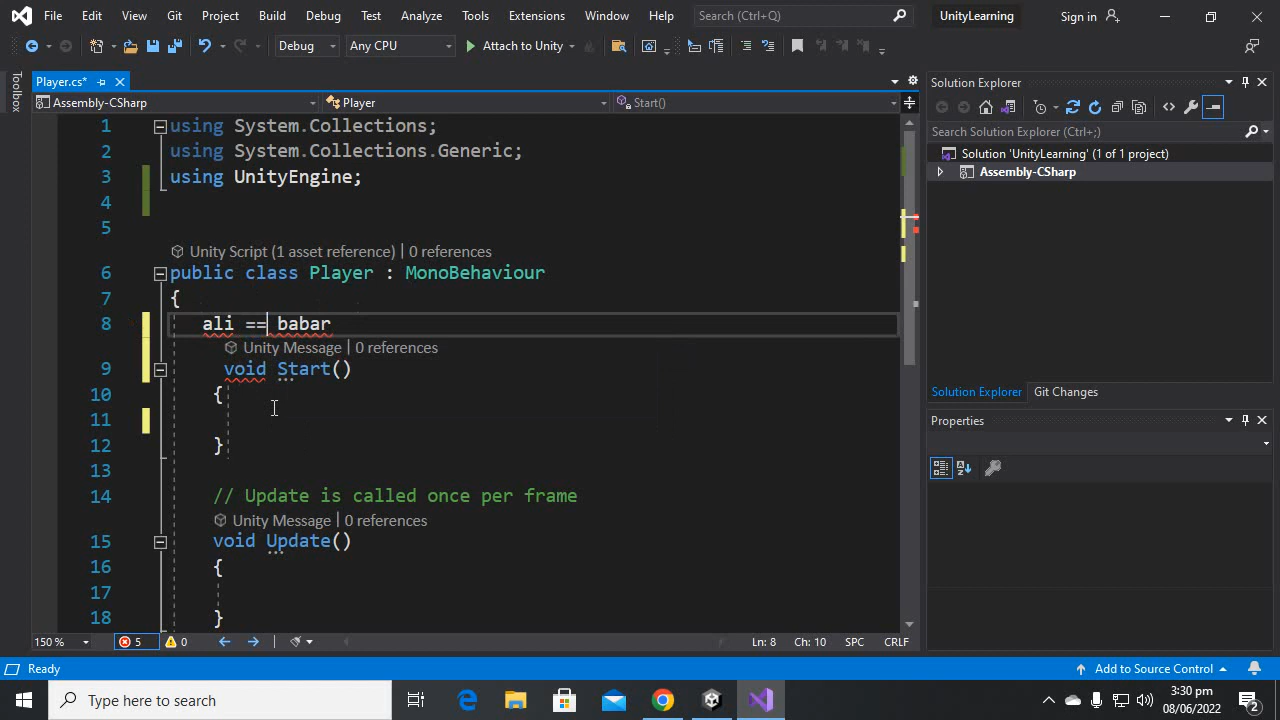 File Edit View Git Project Build Debug Test Analyze Tools Extensions Window Help Search (Ctrl+Q) UnityLearning Sign in
Debug Any CPU Attach to Unity
Toolbox
Player.cs*
Assembly-CSharp Player Start()
1 using System.Collections;
2 using System.Collections.Generic;
3 using UnityEngine;
4
5
Unity Script (1 asset reference) | 0 references
6 public class Player : MonoBehaviour
7 {
8 ali == babar
Unity Message | 0 references
9 void Start()
10 {
11
12 }
13
14 // Update is called once per frame
Unity Message | 0 references
15 void Update()
16 {
17
18 }
150 % 5 0 Ln: 8 Ch: 10 SPC CRLF
Solution Explorer
Search Solution Explorer (Ctrl+;)
Solution 'UnityLearning' (1 of 1 project)
Assembly-CSharp
Solution Explorer Git Changes
Properties
Ready Add to Source Control
Type here to search
3:30 pm
08/06/2022
2